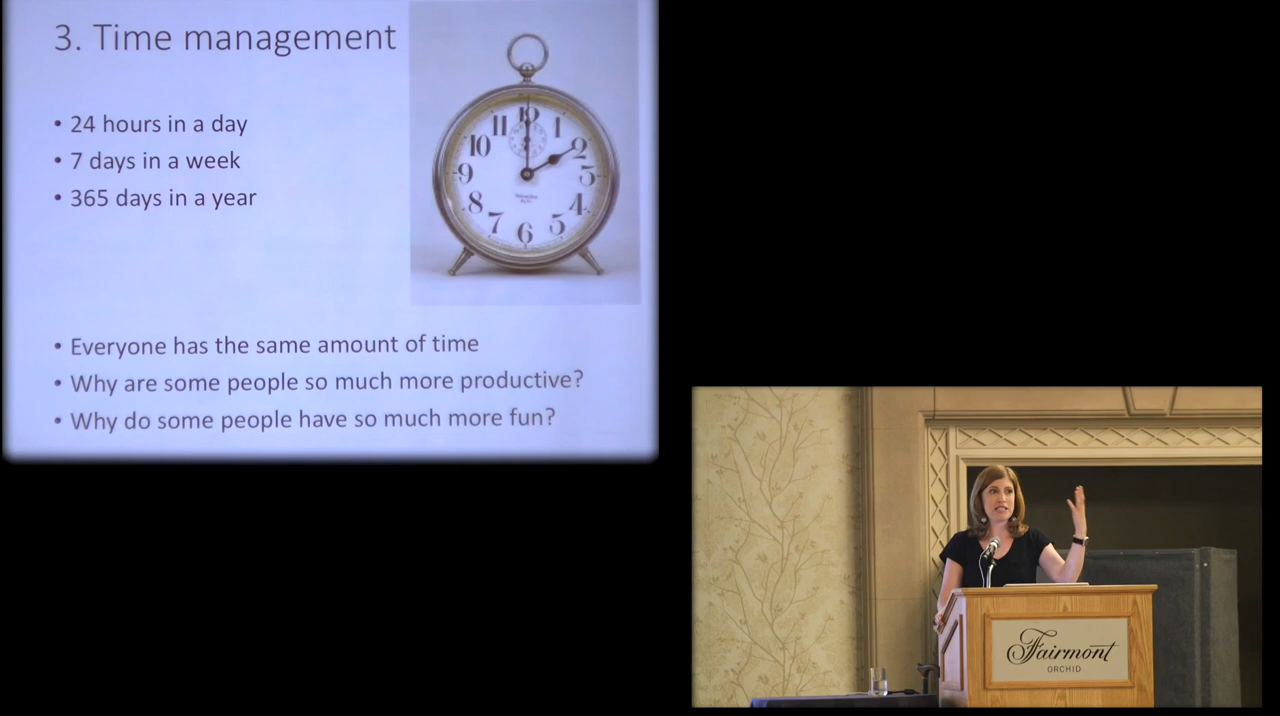 3. Time management
• 24 hours in a day
• 7 days in a week
• 365 days in a year
11
1
10
2
9
3
8
4
7
5
6
• Everyone has the same amount of time
• Why are some people so much more productive?
• Why do some people have so much more fun?
Fairmont
ORCHID